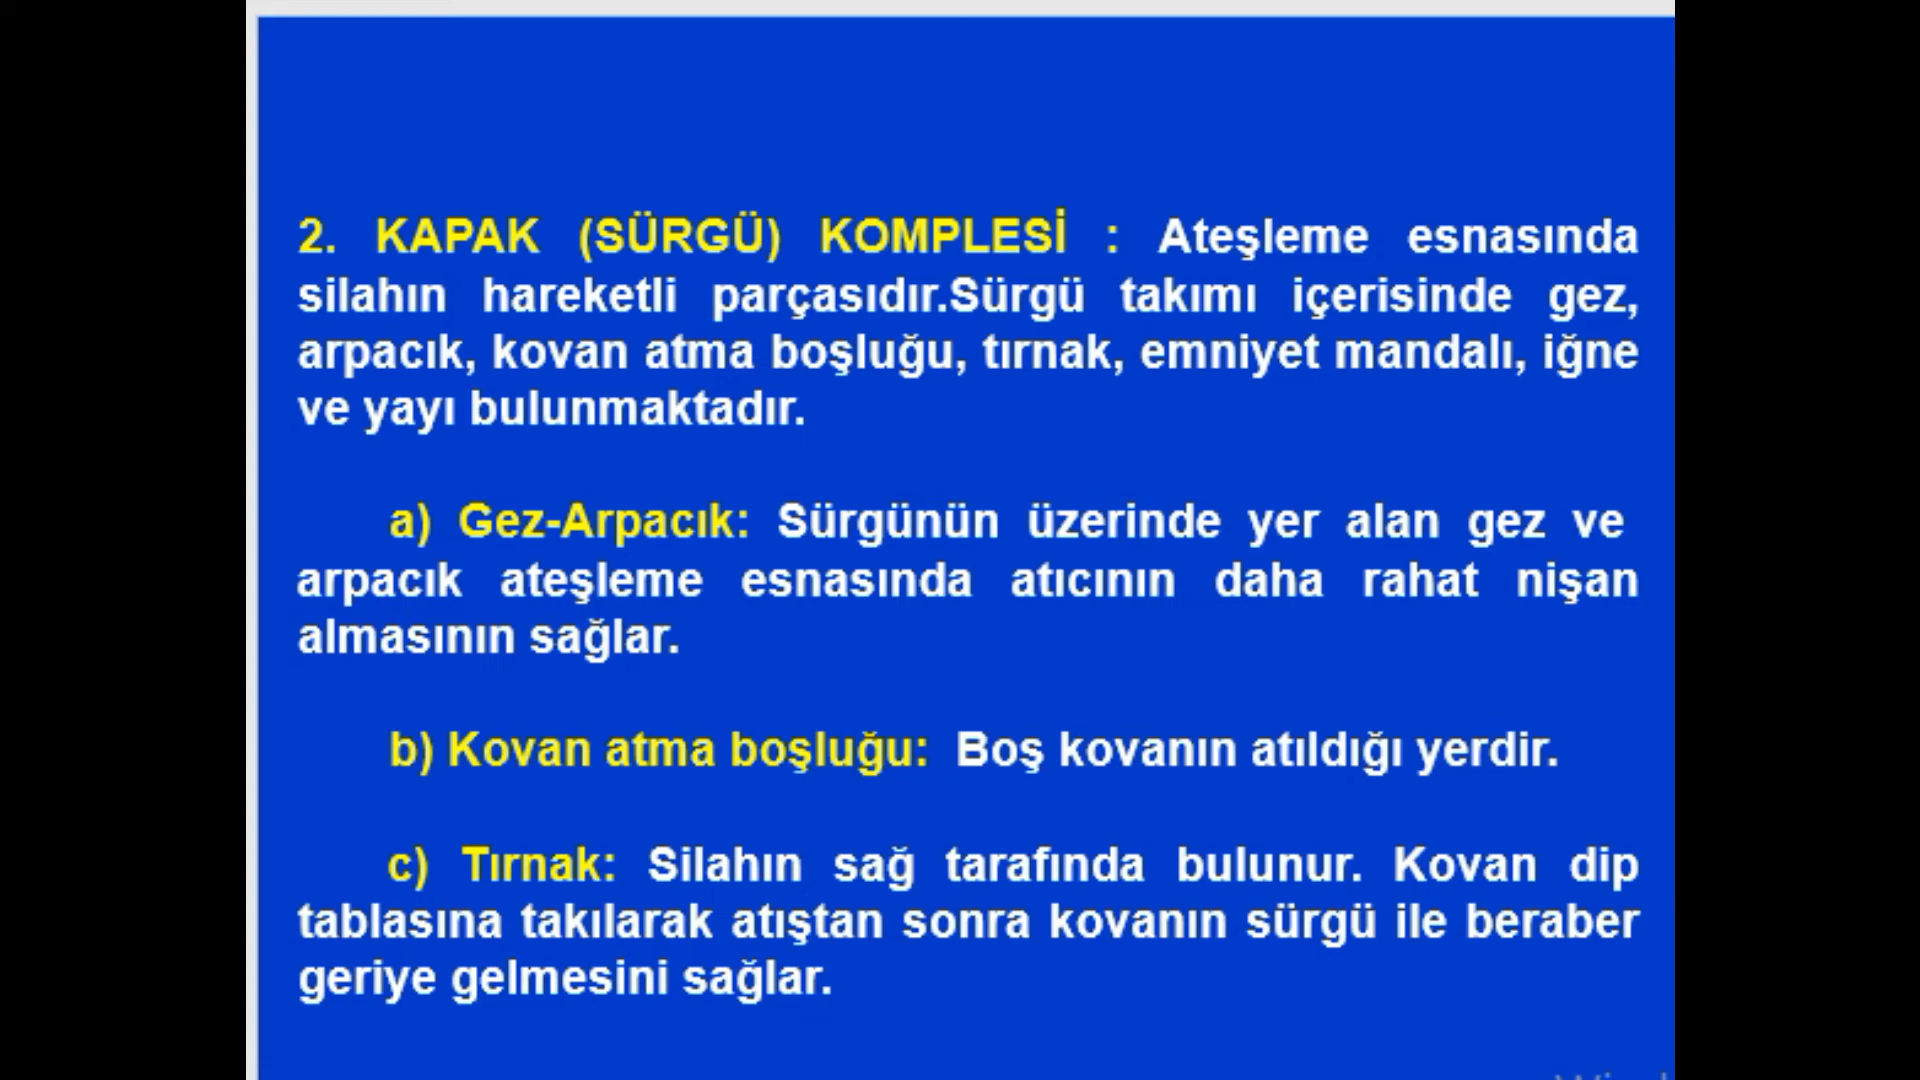 2. KAPAK (SÜRGÜ) KOMPLESİ : Ateşleme esnasında
silahın hareketli parçasıdır.Sürgü takımı içerisinde gez,
arpacık, kovan atma boşluğu, tırnak, emniyet mandalı, iğne
ve yayı bulunmaktadır.
a) Gez-Arpacık: Sürgünün üzerinde yer alan gez ve
arpacık ateşleme esnasında atıcının daha rahat nişan
almasının sağlar.
b) Kovan atma boşluğu: Boş kovanın atıldığı yerdir.
c) Tırnak: Silahın sağ tarafında bulunur. Kovan dip
tablasına takılarak atıştan sonra kovanın sürgü ile beraber
geriye gelmesini sağlar.